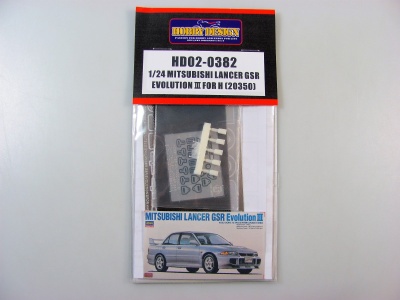 HOBBY DESIGN
HD02-0382
1/24 MITSUBISHI LANCER GSR
EVOLUTION Ⅲ FOR H (20350)
MITSUBISHI LANCER GSR Evolution Ⅲ